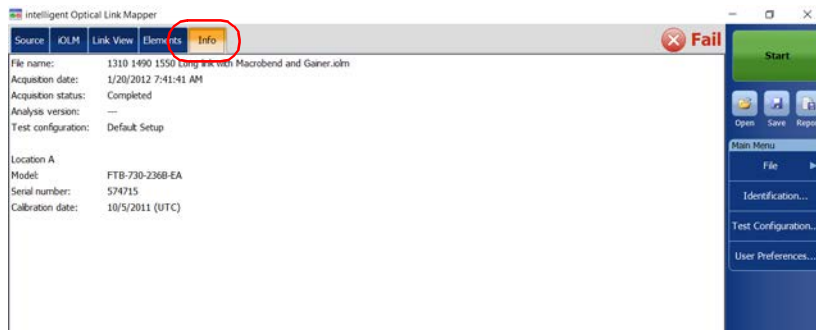 intelligent Optical Link Mapper
Source iOLM Link View Elements Info
Fail
File name: 1310 1490 1550 Long link with Macrobend and Gainer.iolm
Acquisition date: 1/20/2012 7:41:41 AM
Acquisition status: Completed
Analysis version: ---
Test configuration: Default Setup
Location A
Model: FTB-730-236B-EA
Serial number: 574715
Calibration date: 10/5/2011 (UTC)
Start
Open Save Repo
Main Menu
File
Identification...
Test Configuration..
User Preferences...